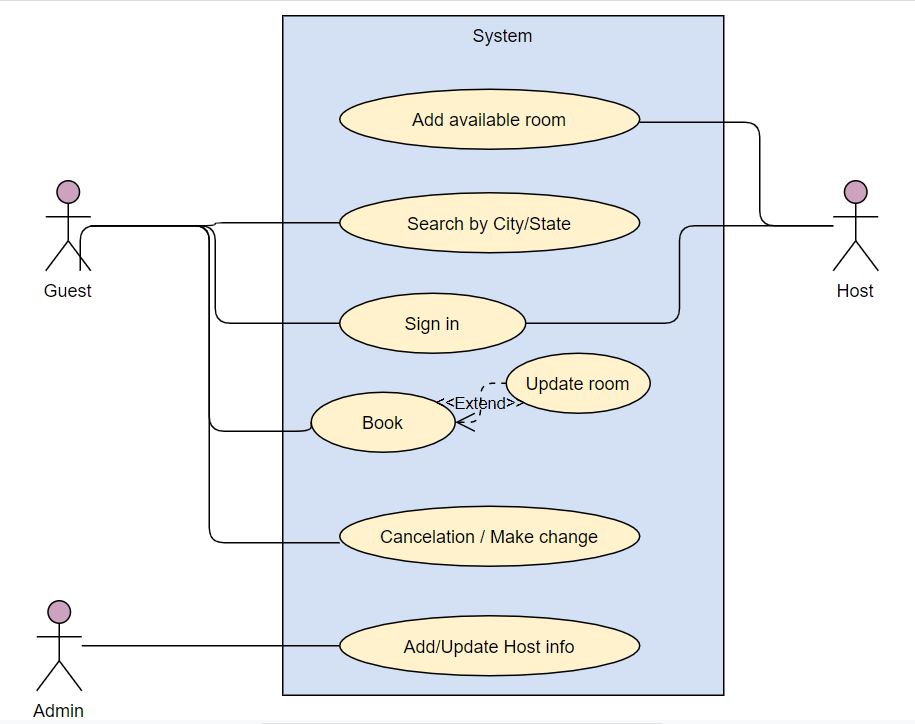 System
Add available room
Search by City/State
Guest
Host
Sign in
Update room
<<Extend>>
Book
Cancelation / Make change
Add/Update Host info
Admin